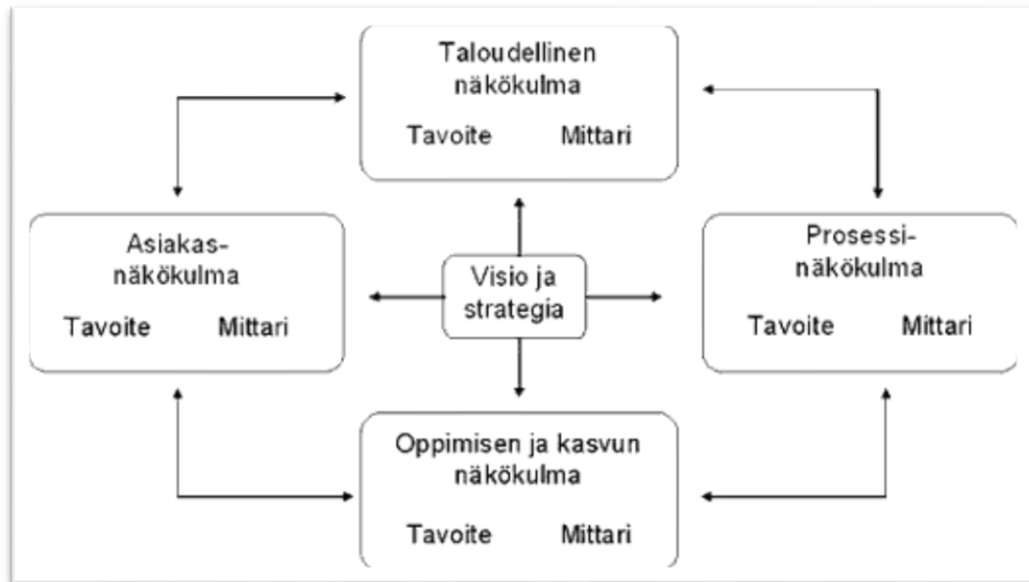 Taloudellinen
näkökulma
Tavoite Mittari
Asiakas-
näkökulma
Tavoite Mittari
Visio ja
strategia
Prosessi-
näkökulma
Tavoite Mittari
Oppimisen ja kasvun
näkökulma
Tavoite Mittari